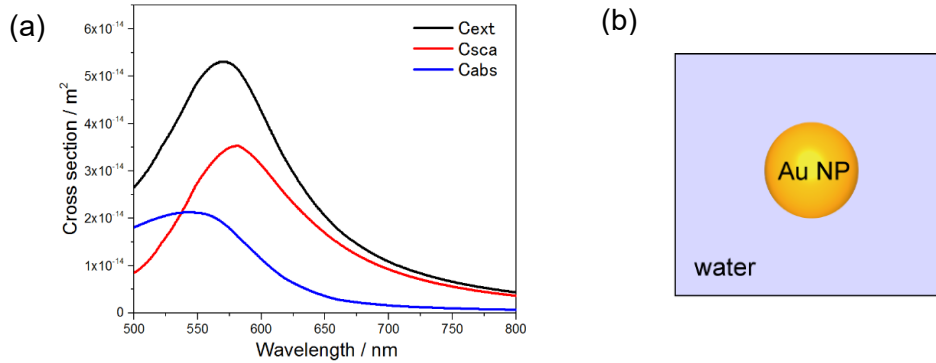 (a)
(b)
6x10⁻¹⁴
5x10⁻¹⁴
4x10⁻¹⁴
3x10⁻¹⁴
2x10⁻¹⁴
1x10⁻¹⁴
0
Cross section / m²
Cext
Csca
Cabs
500 550 600 650 700 750 800
Wavelength / nm
Au NP
water